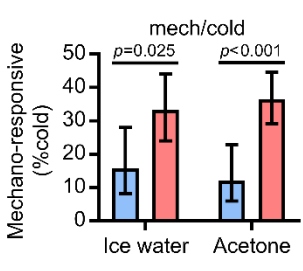 mech/cold
p=0.025 p<0.001
Mechano-responsive
(%cold)
50
40
30
20
10
0
Ice water Acetone